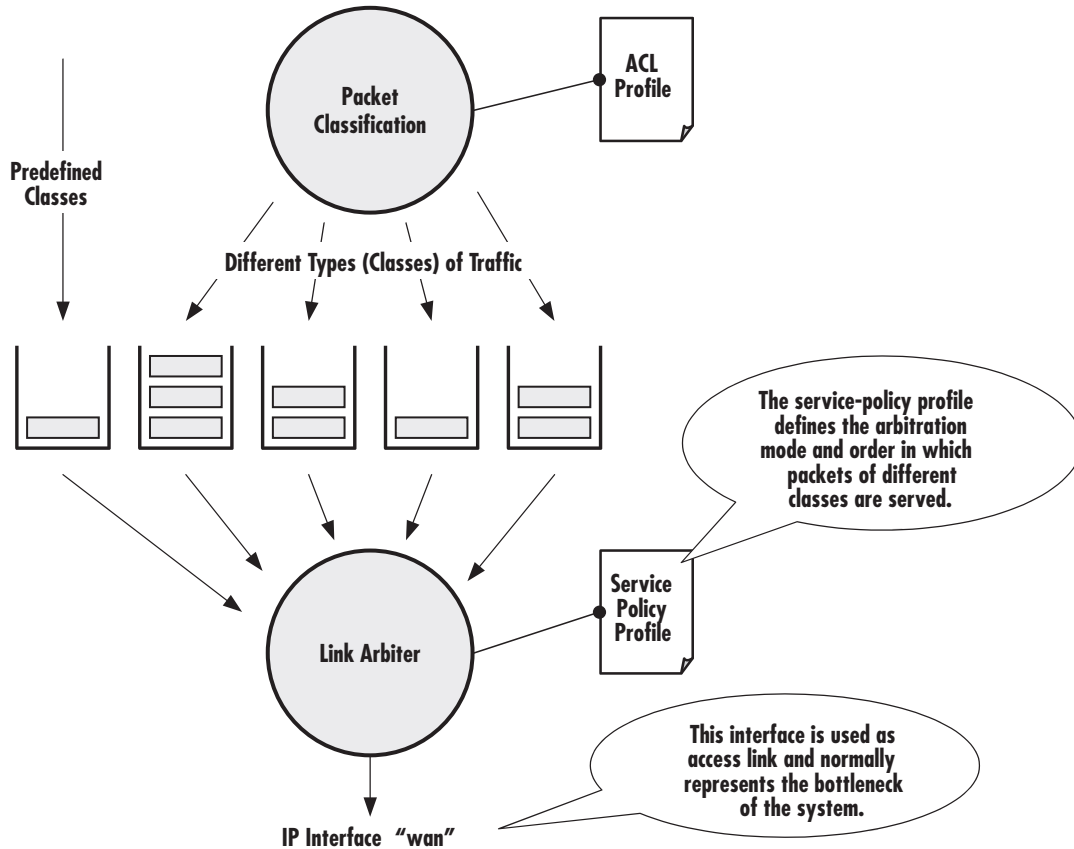 Packet
Classification
ACL
Profile
Predefined
Classes
Different Types (Classes) of Traffic
The service-policy profile
defines the arbitration
mode and order in which
packets of different
classes are served.
Service
Policy
Profile
Link Arbiter
This interface is used as
access link and normally
represents the bottleneck
of the system.
IP Interface “wan”